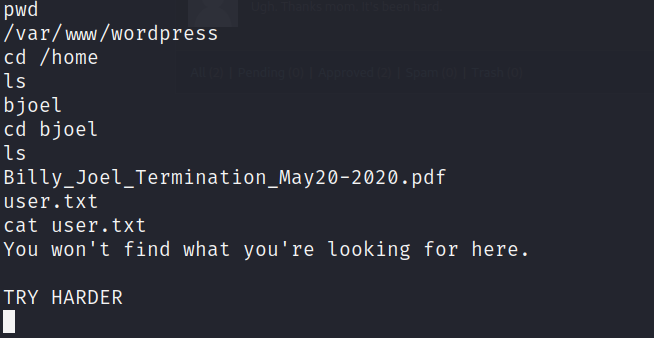 pwd
/var/www/wordpress
cd /home
ls
bjoel
cd bjoel
ls
Billy_Joel_Termination_May20-2020.pdf
user.txt
cat user.txt
You won't find what you're looking for here.

TRY HARDER